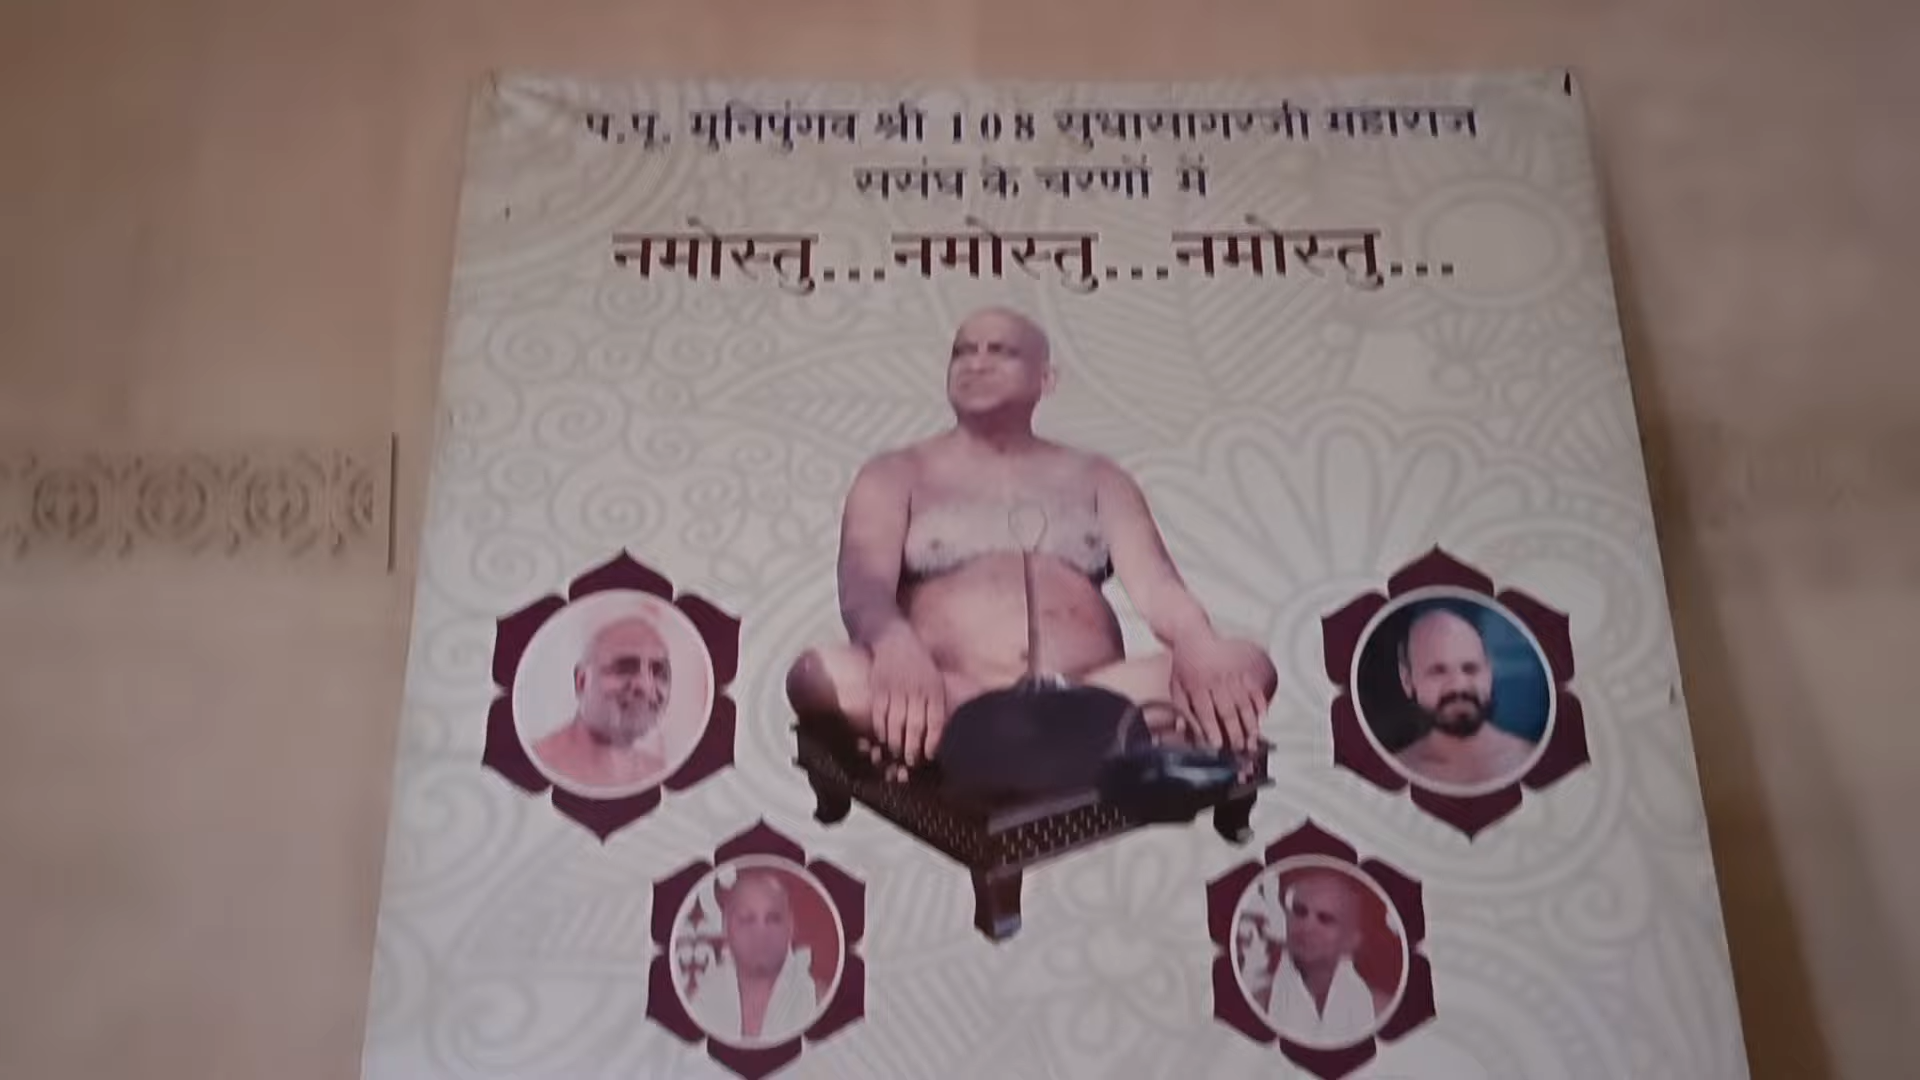 प.पू. मुनिपुंगव श्री 108 सुधासागरजी महाराज
ससंघ के चरणों में
नमोस्तु...नमोस्तु...नमोस्तु...